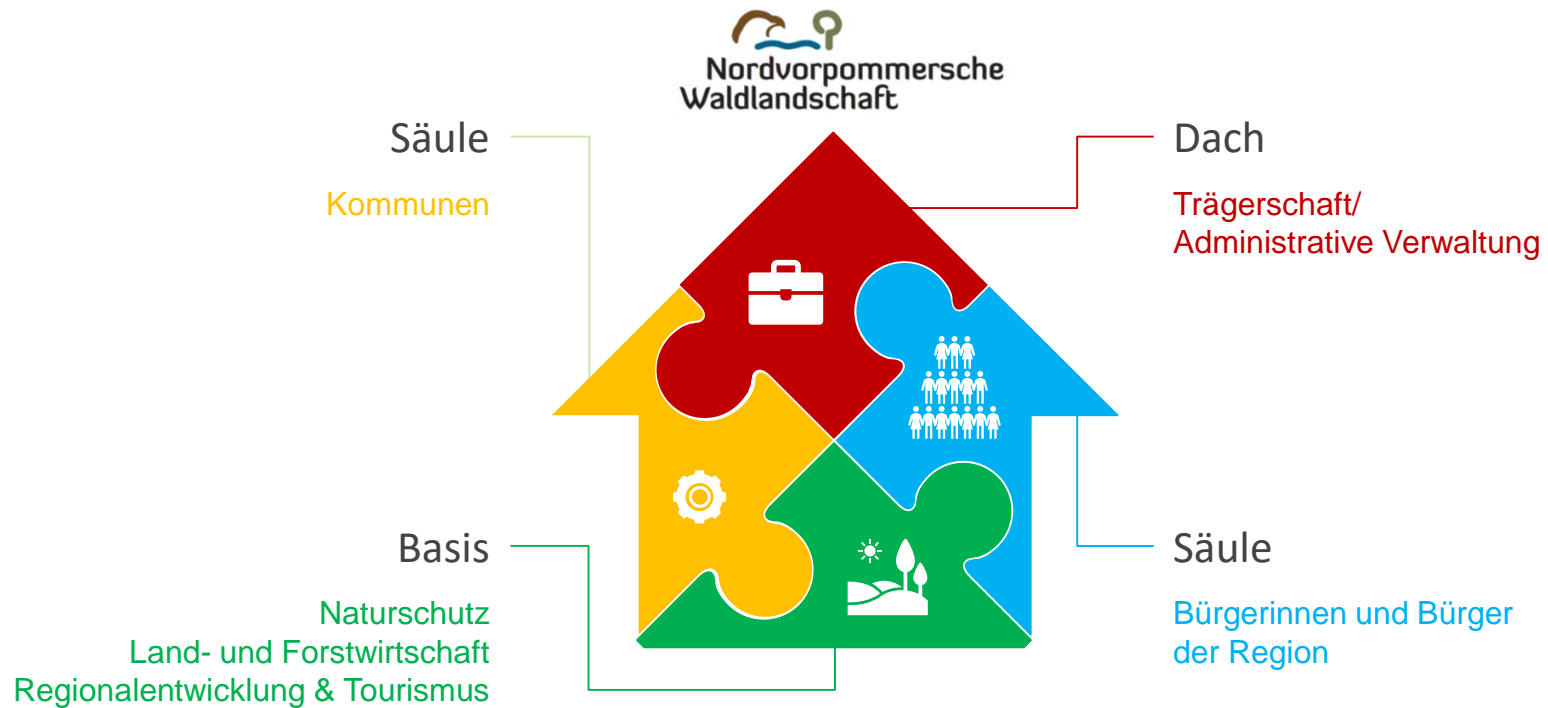 Nordvorpommersche
Waldlandschaft
Säule
Kommunen
Dach
Trägerschaft/
Administrative Verwaltung
Basis
Naturschutz
Land- und Forstwirtschaft
Regionalentwicklung & Tourismus
Säule
Bürgerinnen und Bürger
der Region